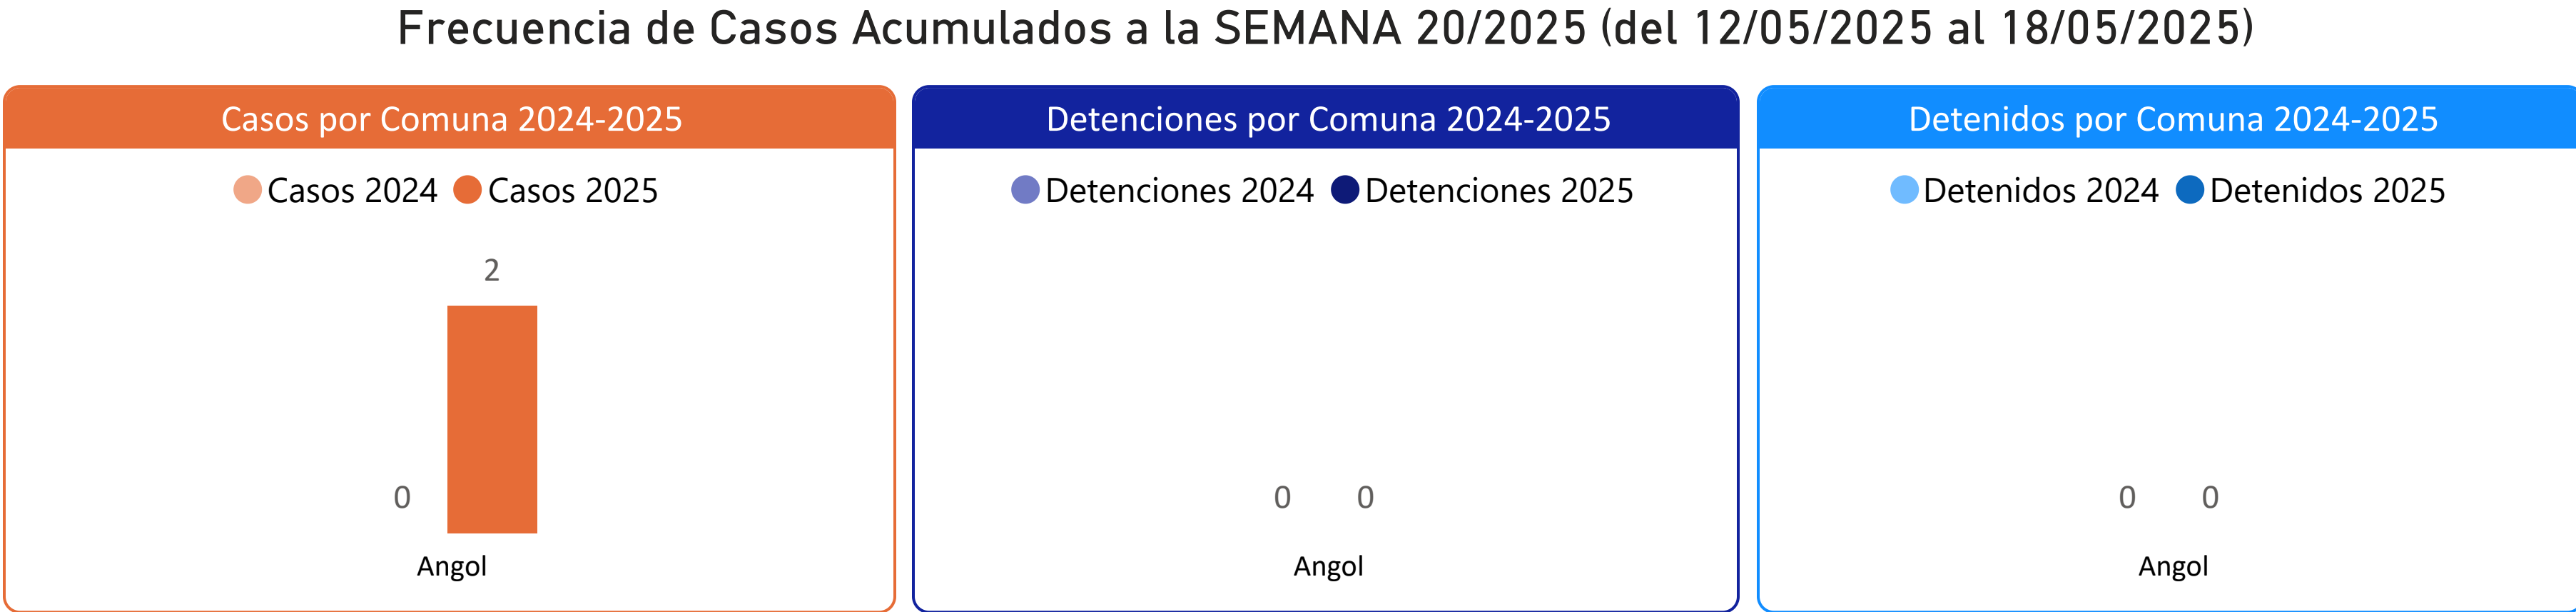 Frecuencia de Casos Acumulados a la SEMANA 20/2025 (del 12/05/2025 al 18/05/2025)
Casos por Comuna 2024-2025
Casos 2024 Casos 2025
2
0
Angol
Detenciones por Comuna 2024-2025
Detenciones 2024 Detenciones 2025
0 0
Angol
Detenidos por Comuna 2024-2025
Detenidos 2024 Detenidos 2025
0 0
Angol